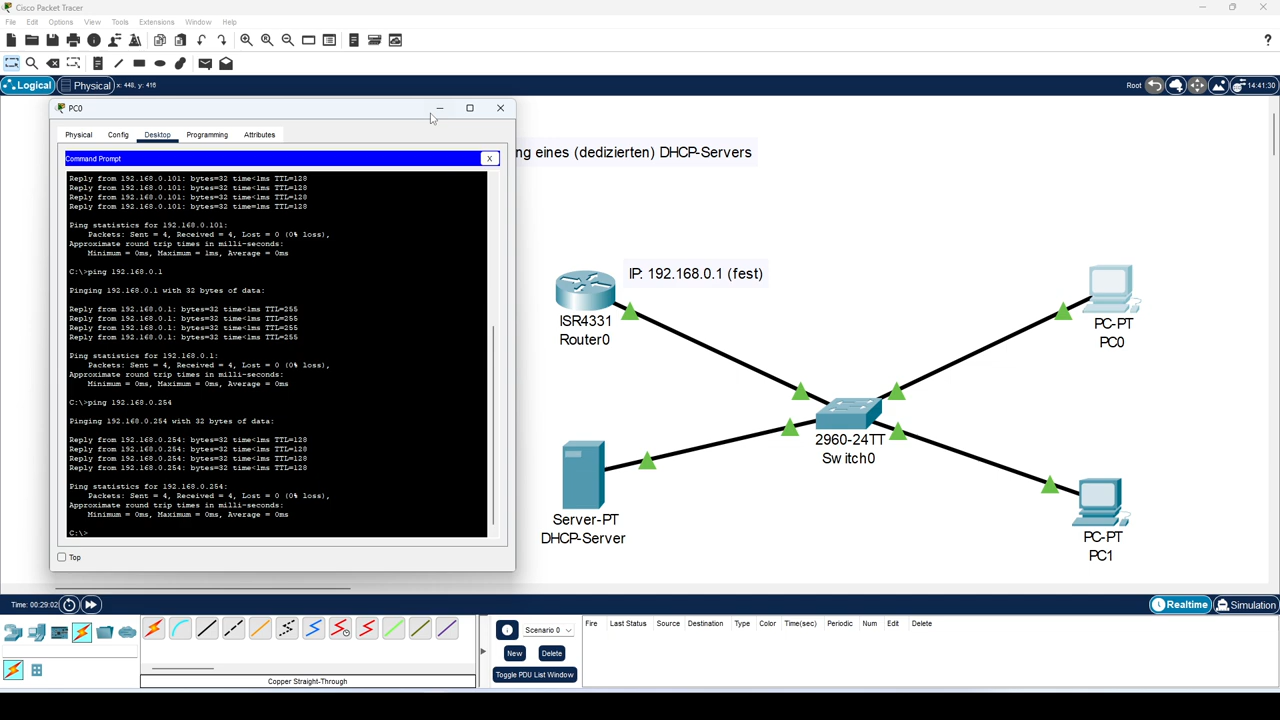 Cisco Packet Tracer
File Edit Options View Tools Extensions Window Help
?
Logical Physical x: 448, y: 416 Root 14:41:30
PC0
Physical Config Desktop Programming Attributes
Command Prompt X
Reply from 192.168.0.101: bytes=32 time<1ms TTL=128
Reply from 192.168.0.101: bytes=32 time<1ms TTL=128
Reply from 192.168.0.101: bytes=32 time<1ms TTL=128
Reply from 192.168.0.101: bytes=32 time=1ms TTL=128
Ping statistics for 192.168.0.101:
Packets: Sent = 4, Received = 4, Lost = 0 (0% loss),
Approximate round trip times in milli-seconds:
Minimum = 0ms, Maximum = 1ms, Average = 0ms
C:\>ping 192.168.0.1
Pinging 192.168.0.1 with 32 bytes of data:
Reply from 192.168.0.1: bytes=32 time<1ms TTL=255
Reply from 192.168.0.1: bytes=32 time<1ms TTL=255
Reply from 192.168.0.1: bytes=32 time<1ms TTL=255
Reply from 192.168.0.1: bytes=32 time<1ms TTL=255
Ping statistics for 192.168.0.1:
Packets: Sent = 4, Received = 4, Lost = 0 (0% loss),
Approximate round trip times in milli-seconds:
Minimum = 0ms, Maximum = 0ms, Average = 0ms
C:\>ping 192.168.0.254
Pinging 192.168.0.254 with 32 bytes of data:
Reply from 192.168.0.254: bytes=32 time<1ms TTL=128
Reply from 192.168.0.254: bytes=32 time<1ms TTL=128
Reply from 192.168.0.254: bytes=32 time<1ms TTL=128
Reply from 192.168.0.254: bytes=32 time<1ms TTL=128
Ping statistics for 192.168.0.254:
Packets: Sent = 4, Received = 4, Lost = 0 (0% loss),
Approximate round trip times in milli-seconds:
Minimum = 0ms, Maximum = 0ms, Average = 0ms
C:\>
Top
ng eines (dedizierten) DHCP-Servers
IP: 192.168.0.1 (fest)
ISR4331
Router0
PC-PT
PC0
2960-24TT
Switch0
Server-PT
DHCP-Server
PC-PT
PC1
Time: 00:29:02 Realtime Simulation
Scenario 0
New Delete
Toggle PDU List Window
Fire Last Status Source Destination Type Color Time(sec) Periodic Num Edit Delete
Copper Straight-Through